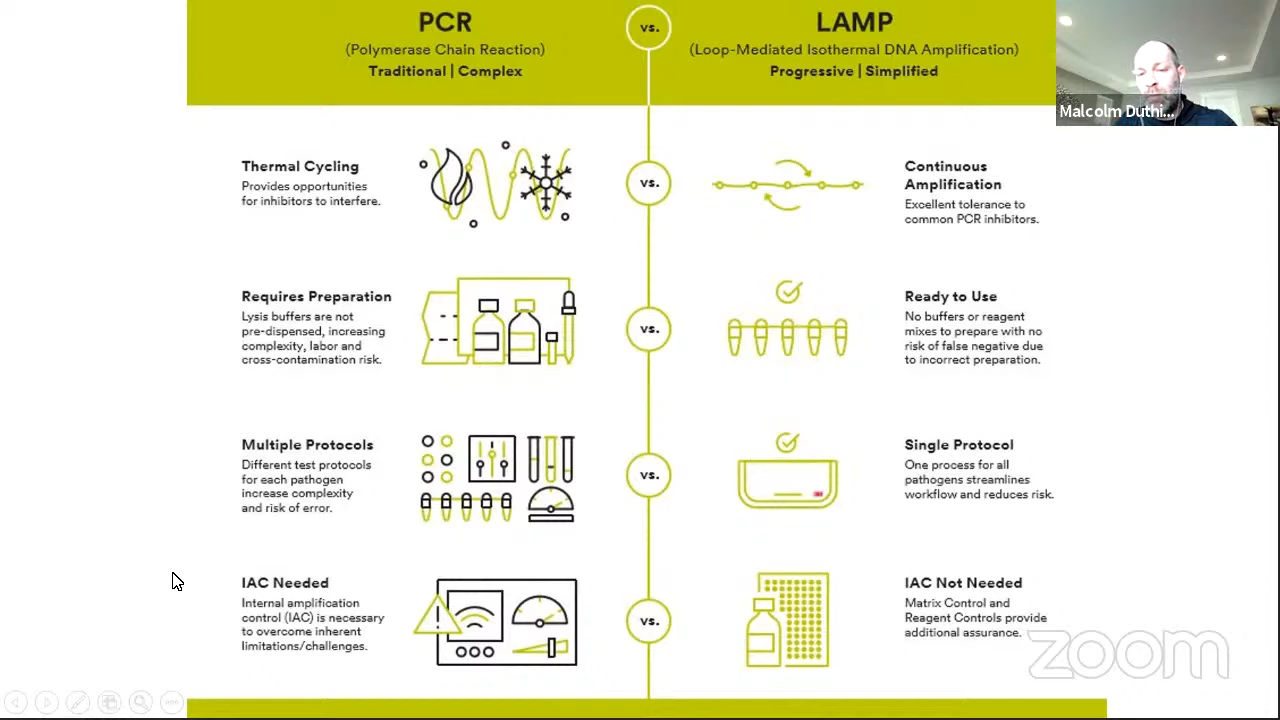 PCR
(Polymerase Chain Reaction)
Traditional | Complex
vs.
LAMP
(Loop-Mediated Isothermal DNA Amplification)
Progressive | Simplified
Malcolm Duthi...
Thermal Cycling
Provides opportunities
for inhibitors to interfere.
vs.
Continuous
Amplification
Excellent tolerance to
common PCR inhibitors.
Requires Preparation
Lysis buffers are not
pre-dispensed, increasing
complexity, labor and
cross-contamination risk.
vs.
Ready to Use
No buffers or reagent
mixes to prepare with no
risk of false negative due
to incorrect preparation.
Multiple Protocols
Different test protocols
for each pathogen
increase complexity
and risk of error.
vs.
3M
Single Protocol
One process for all
pathogens streamlines
workflow and reduces risk.
IAC Needed
Internal amplification
control (IAC) is necessary
to overcome inherent
limitations/challenges.
vs.
IAC Not Needed
Matrix Control and
Reagent Controls provide
additional assurance.
zoom